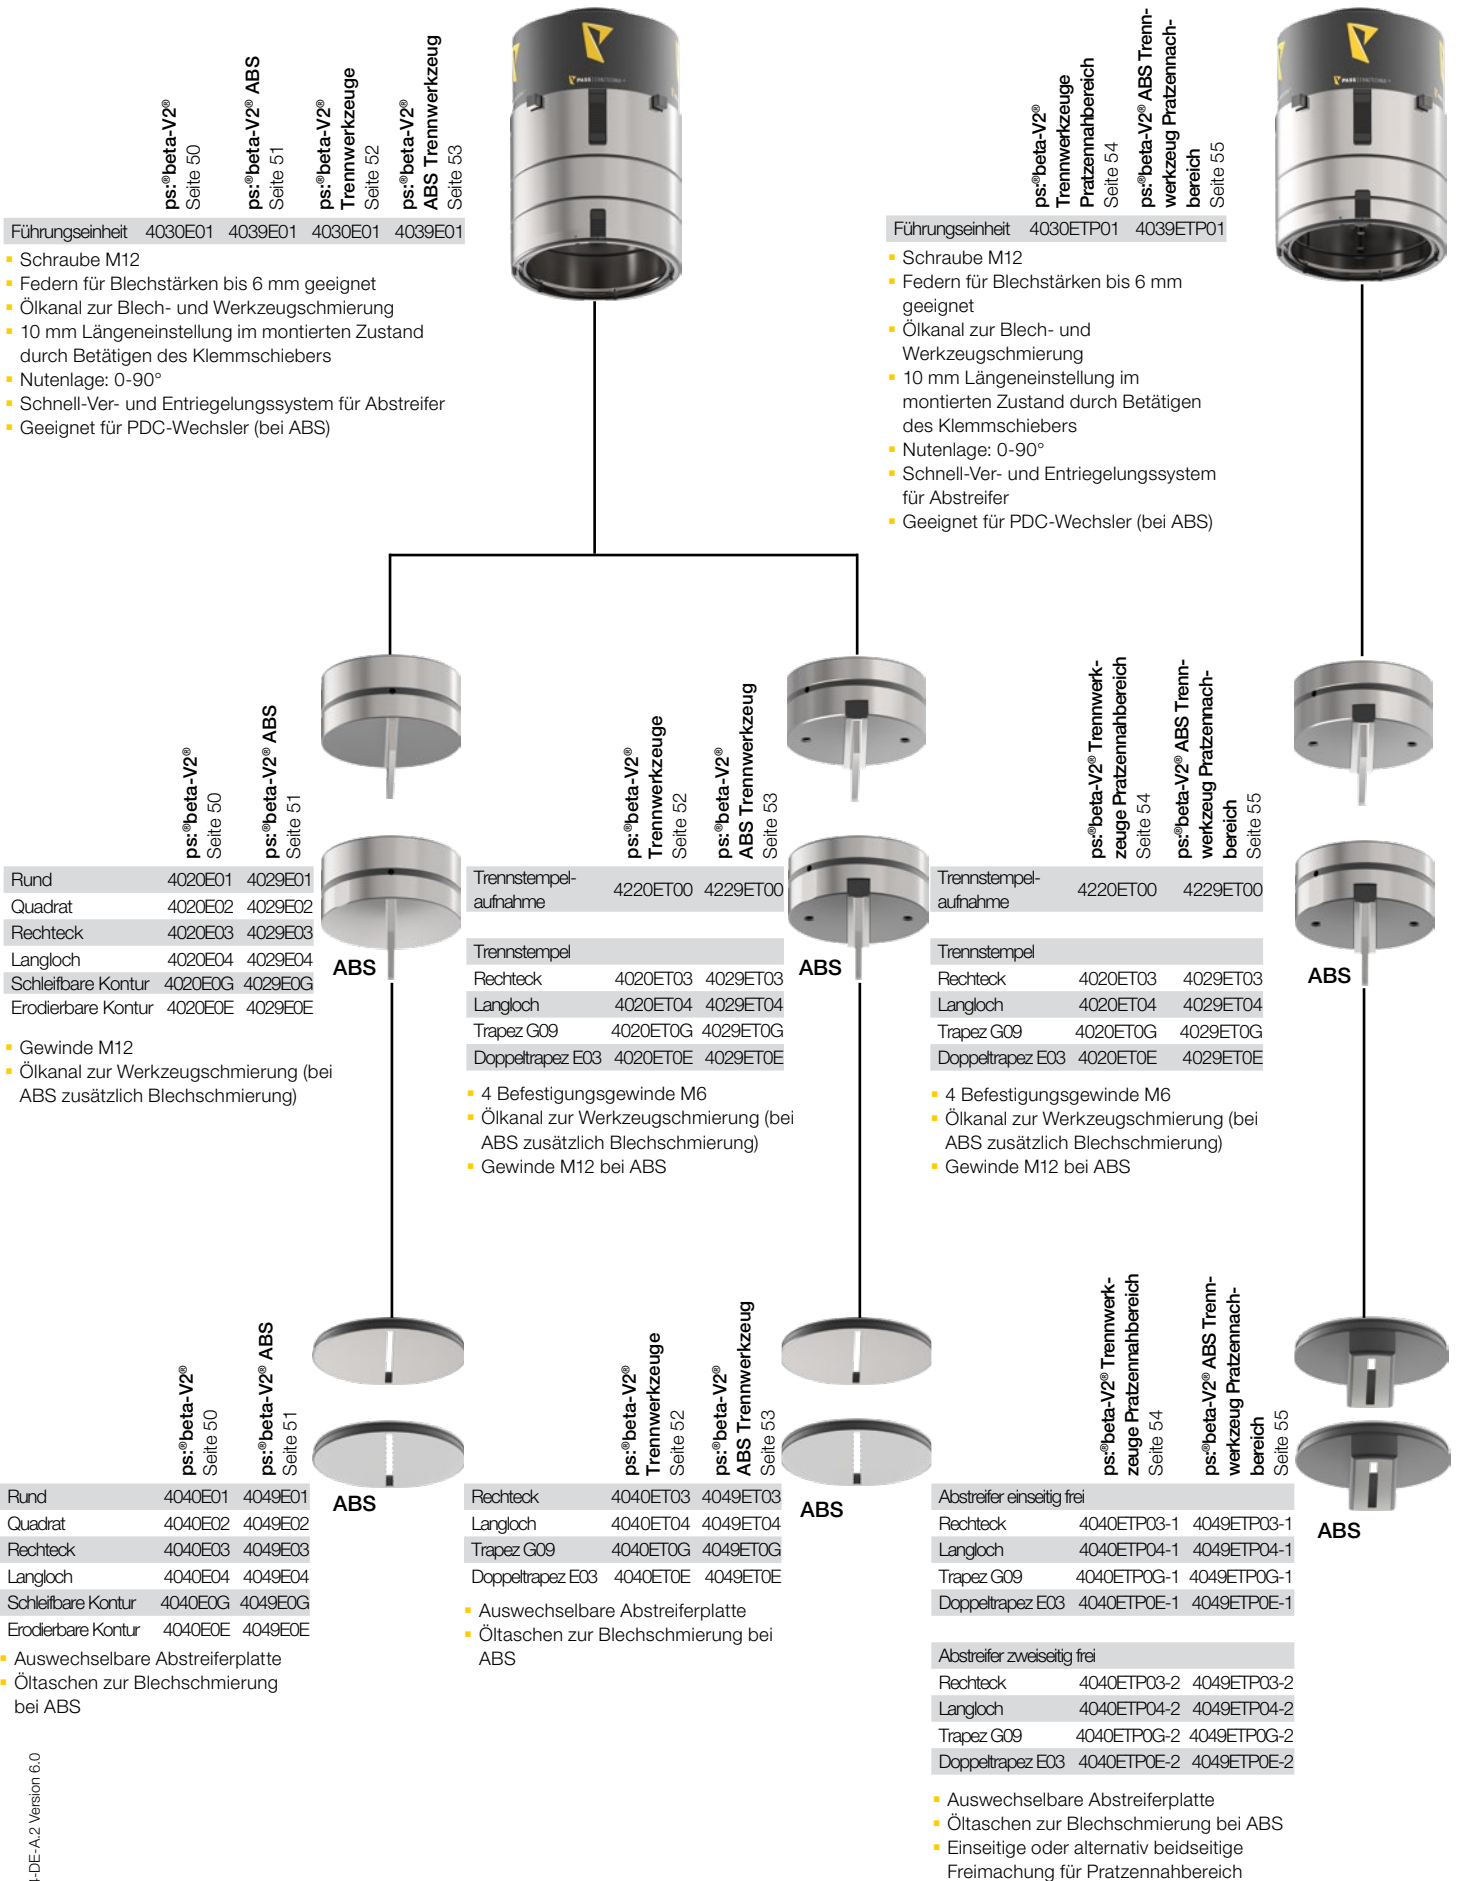 ps:®beta-V2®
Seite 50
ps:®beta-V2® ABS
Seite 51
ps:®beta-V2®
Trennwerkzeuge
Seite 52
ps:®beta-V2®
ABS Trennwerkzeug
Seite 53
Führungseinheit 4030E01 4039E01 4030E01 4039E01
Schraube M12
Federn für Blechstärken bis 6 mm geeignet
Ölkanal zur Blech- und Werkzeugschmierung
10 mm Längeneinstellung im montierten Zustand
durch Betätigen des Klemmschiebers
Nutenlage: 0-90°
Schnell-Ver- und Entriegelungssystem für Abstreifer
Geeignet für PDC-Wechsler (bei ABS)
ps:®beta-V2®
Trennwerkzeuge
Pratzennahbereich
Seite 54
ps:®beta-V2® ABS Trenn-
werkzeug Pratzennach-
bereich
Seite 55
Führungseinheit 4030ETP01 4039ETP01
Schraube M12
Federn für Blechstärken bis 6 mm
geeignet
Ölkanal zur Blech- und
Werkzeugschmierung
10 mm Längeneinstellung im
montierten Zustand durch Betätigen
des Klemmschiebers
Nutenlage: 0-90°
Schnell-Ver- und Entriegelungssystem
für Abstreifer
Geeignet für PDC-Wechsler (bei ABS)
ps:®beta-V2®
Seite 50
ps:®beta-V2® ABS
Seite 51
Rund 4020E01 4029E01
Quadrat 4020E02 4029E02
Rechteck 4020E03 4029E03
Langloch 4020E04 4029E04
Schleifbare Kontur 4020E0G 4029E0G
Erodierbare Kontur 4020E0E 4029E0E
ABS
Gewinde M12
Ölkanal zur Werkzeugschmierung (bei
ABS zusätzlich Blechschmierung)
ps:®beta-V2®
Trennwerkzeuge
Seite 52
ps:®beta-V2®
ABS Trennwerkzeug
Seite 53
Trennstempel-
aufnahme 4220ET00 4229ET00
Trennstempel
Rechteck 4020ET03 4029ET03
Langloch 4020ET04 4029ET04
Trapez G09 4020ET0G 4029ET0G
Doppeltrapez E03 4020ET0E 4029ET0E
ABS
4 Befestigungsgewinde M6
Ölkanal zur Werkzeugschmierung (bei
ABS zusätzlich Blechschmierung)
Gewinde M12 bei ABS
ps:®beta-V2® Trennwerk-
zeuge Pratzennahbereich
Seite 54
ps:®beta-V2® ABS Trenn-
werkzeug Pratzennach-
bereich
Seite 55
Trennstempel-
aufnahme 4220ET00 4229ET00
Trennstempel
Rechteck 4020ET03 4029ET03
Langloch 4020ET04 4029ET04
Trapez G09 4020ET0G 4029ET0G
Doppeltrapez E03 4020ET0E 4029ET0E
ABS
4 Befestigungsgewinde M6
Ölkanal zur Werkzeugschmierung (bei
ABS zusätzlich Blechschmierung)
Gewinde M12 bei ABS
ps:®beta-V2®
Seite 50
ps:®beta-V2® ABS
Seite 51
Rund 4040E01 4049E01
Quadrat 4040E02 4049E02
Rechteck 4040E03 4049E03
Langloch 4040E04 4049E04
Schleifbare Kontur 4040E0G 4049E0G
Erodierbare Kontur 4040E0E 4049E0E
ABS
Auswechselbare Abstreiferplatte
Öltaschen zur Blechschmierung
bei ABS
ps:®beta-V2®
Trennwerkzeuge
Seite 52
ps:®beta-V2®
ABS Trennwerkzeug
Seite 53
Rechteck 4040ET03 4049ET03
Langloch 4040ET04 4049ET04
Trapez G09 4040ET0G 4049ET0G
Doppeltrapez E03 4040ET0E 4049ET0E
ABS
Auswechselbare Abstreiferplatte
Öltaschen zur Blechschmierung bei
ABS
ps:®beta-V2® Trennwerk-
zeuge Pratzennahbereich
Seite 54
ps:®beta-V2® ABS Trenn-
werkzeug Pratzennach-
bereich
Seite 55
Abstreifer einseitig frei
Rechteck 4040ETP03-1 4049ETP03-1
Langloch 4040ETP04-1 4049ETP04-1
Trapez G09 4040ETP0G-1 4049ETP0G-1
Doppeltrapez E03 4040ETP0E-1 4049ETP0E-1
ABS
Abstreifer zweiseitig frei
Rechteck 4040ETP03-2 4049ETP03-2
Langloch 4040ETP04-2 4049ETP04-2
Trapez G09 4040ETP0G-2 4049ETP0G-2
Doppeltrapez E03 4040ETP0E-2 4049ETP0E-2
Auswechselbare Abstreiferplatte
Öltaschen zur Blechschmierung bei ABS
Einseitige oder alternativ beidseitige
Freimachung für Pratzennahbereich
-DE-A.2 Version 6.0